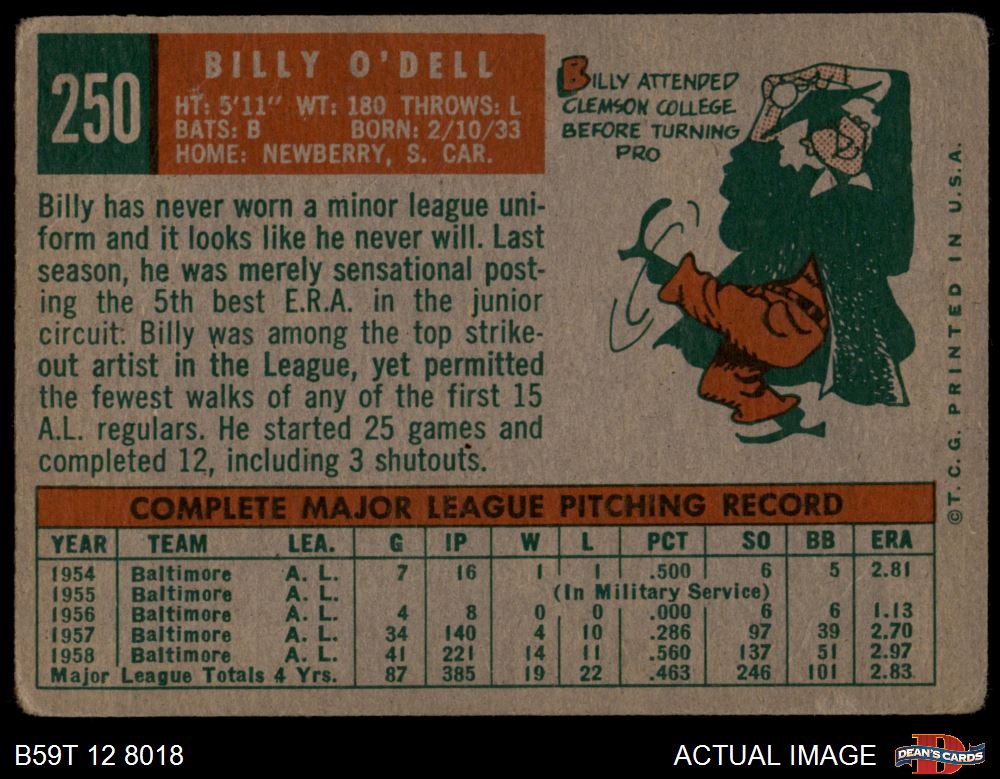 250
BILLY O'DELL
HT: 5'11" WT: 180 THROWS: L
BATS: B BORN: 2/10/33
HOME: NEWBERRY, S. CAR.
BILLY ATTENDED
CLEMSON COLLEGE
BEFORE TURNING
PRO
Billy has never worn a minor league uni-
form and it looks like he never will. Last
season, he was merely sensational post-
ing the 5th best E.R.A. in the junior
circuit. Billy was among the top strike-
out artist in the League, yet permitted
the fewest walks of any of the first 15
A.L. regulars. He started 25 games and
completed 12, including 3 shutouts.
©T.C.G. PRINTED IN U.S.A.
COMPLETE MAJOR LEAGUE PITCHING RECORD
YEAR TEAM LEA. G IP W L PCT SO BB ERA
1954 Baltimore A. L. 7 16 1 1 .500 6 5 2.81
1955 Baltimore A. L. (In Military Service)
1956 Baltimore A. L. 4 8 0 0 .000 6 6 1.13
1957 Baltimore A. L. 34 140 4 10 .286 97 39 2.70
1958 Baltimore A. L. 41 221 14 11 .560 137 51 2.97
Major League Totals 4 Yrs. 87 385 19 22 .463 246 101 2.83
B59T 12 8018
ACTUAL IMAGE
DEAN'S CARDS